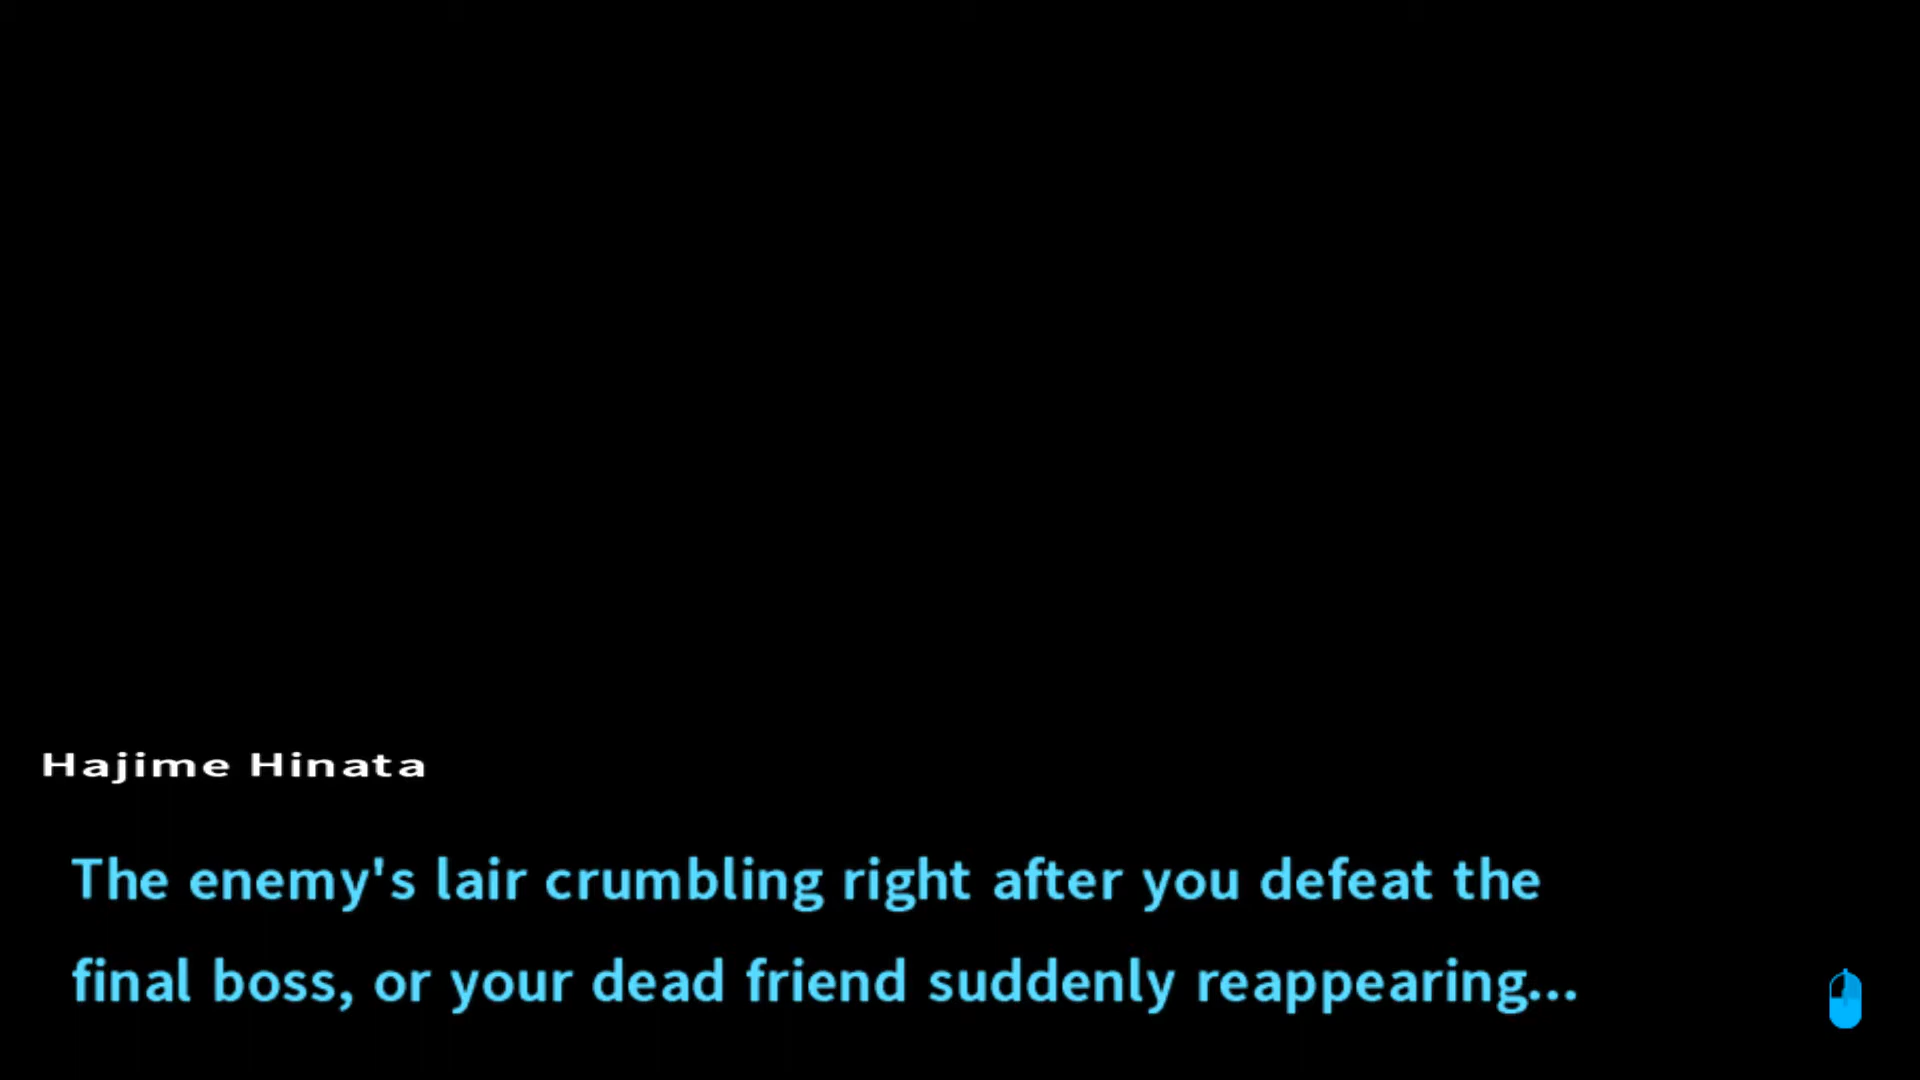 Hajime Hinata
The enemy's lair crumbling right after you defeat the
final boss, or your dead friend suddenly reappearing...